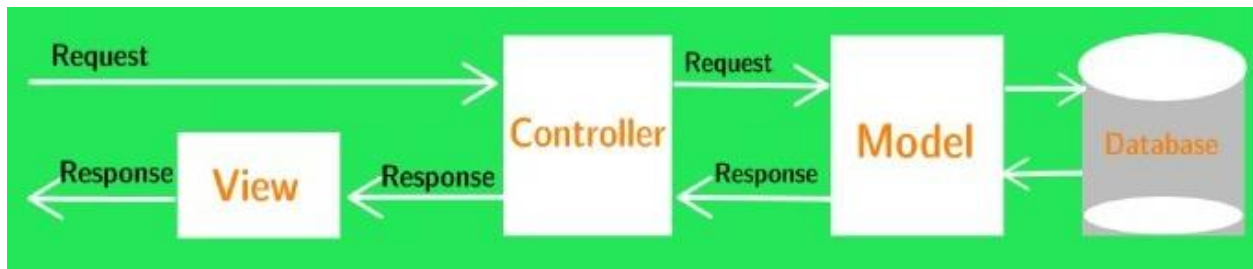 Request
Request
Controller
Model
Database
Response
View
Response
Response